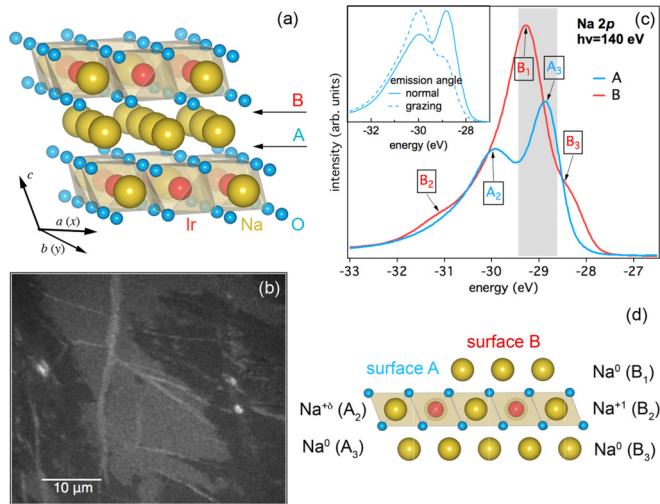 (a)
B
A
c
a (x)
b (y)
Ir
Na
O
(b)
10 µm
(c)
Na 2p
hν=140 eV
A
B
B₁
A₃
B₃
B₂
A₂
intensity (arb. units)
-33
-32
-31
-30
-29
-28
-27
energy (eV)
emission angle
normal
grazing
-32
-30
-28
energy (eV)
(d)
surface B
surface A
Na⁰ (B₁)
Na⁺ᵟ (A₂)
Na⁺¹ (B₂)
Na⁰ (A₃)
Na⁰ (B₃)